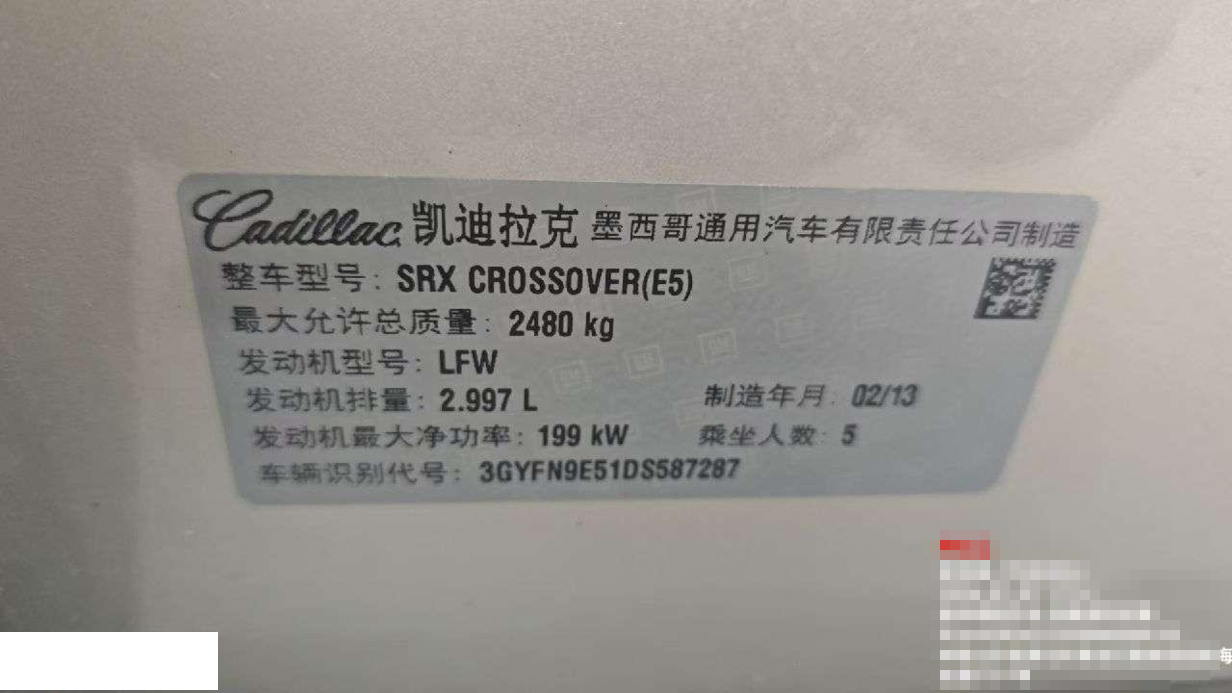 Cadillac 凯迪拉克 墨西哥通用汽车有限责任公司制造
整车型号: SRX CROSSOVER(E5)
最大允许总质量: 2480 kg
发动机型号: LFW
发动机排量: 2.997 L 制造年月: 02/13
发动机最大净功率: 199 kW 乘坐人数: 5
车辆识别代号: 3GYFN9E51DS587287